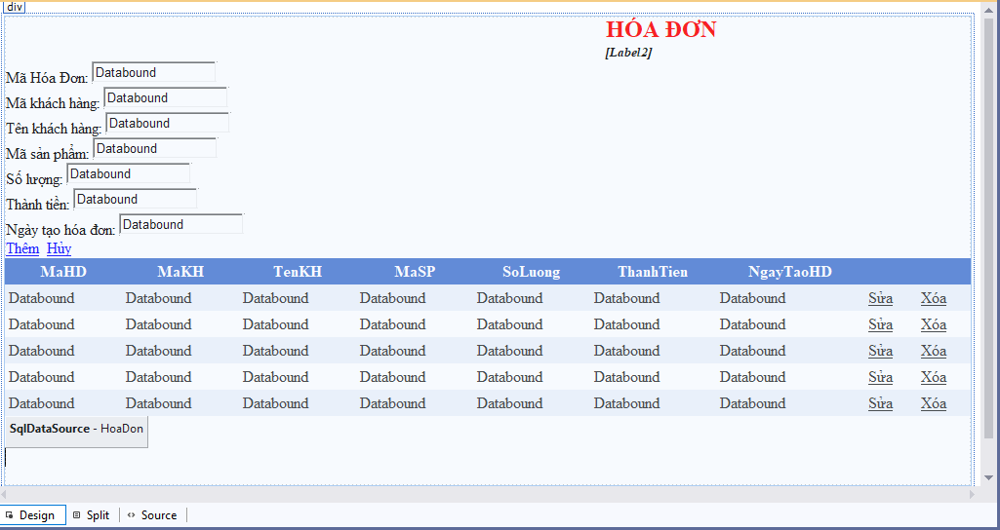 div
HÓA ĐƠN
[Label2]
Mã Hóa Đơn: Databound
Mã khách hàng: Databound
Tên khách hàng: Databound
Mã sản phẩm: Databound
Số lượng: Databound
Thành tiền: Databound
Ngày tạo hóa đơn: Databound
Thêm Hủy
MaHD MaKH TenKH MaSP SoLuong ThanhTien NgayTaoHD
Databound Databound Databound Databound Databound Databound Databound Sửa Xóa
Databound Databound Databound Databound Databound Databound Databound Sửa Xóa
Databound Databound Databound Databound Databound Databound Databound Sửa Xóa
Databound Databound Databound Databound Databound Databound Databound Sửa Xóa
Databound Databound Databound Databound Databound Databound Databound Sửa Xóa
SqlDataSource - HoaDon
Design Split Source